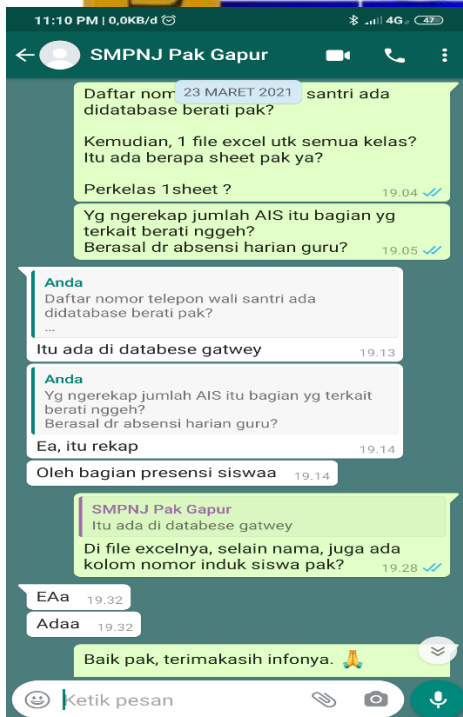 11:10 PM | 0,0KB/d
4G
47
SMPNJ Pak Gapur
23 MARET 2021
Daftar nom santri ada
didatabase berati pak?
Kemudian, 1 file excel utk semua kelas?
Itu ada berapa sheet pak ya?
Perkelas 1sheet ?
19.04
Yg ngerekap jumlah AIS itu bagian yg
terkait berati nggeh?
Berasal dr absensi harian guru?
19.05
Anda
Daftar nomor telepon wali santri ada
didatabase berati pak?
...
Itu ada di databese gatwey
19.13
Anda
Yg ngerekap jumlah AIS itu bagian yg terkait
berati nggeh?
Berasal dr absensi harian guru?
Ea, itu rekap
19.14
Oleh bagian presensi siswaa
19.14
SMPNJ Pak Gapur
Itu ada di databese gatwey
Di file excelnya, selain nama, juga ada
kolom nomor induk siswa pak?
19.28
EAa
19.32
Adaa
19.32
Baik pak, terimakasih infonya. 🙏
Ketik pesan